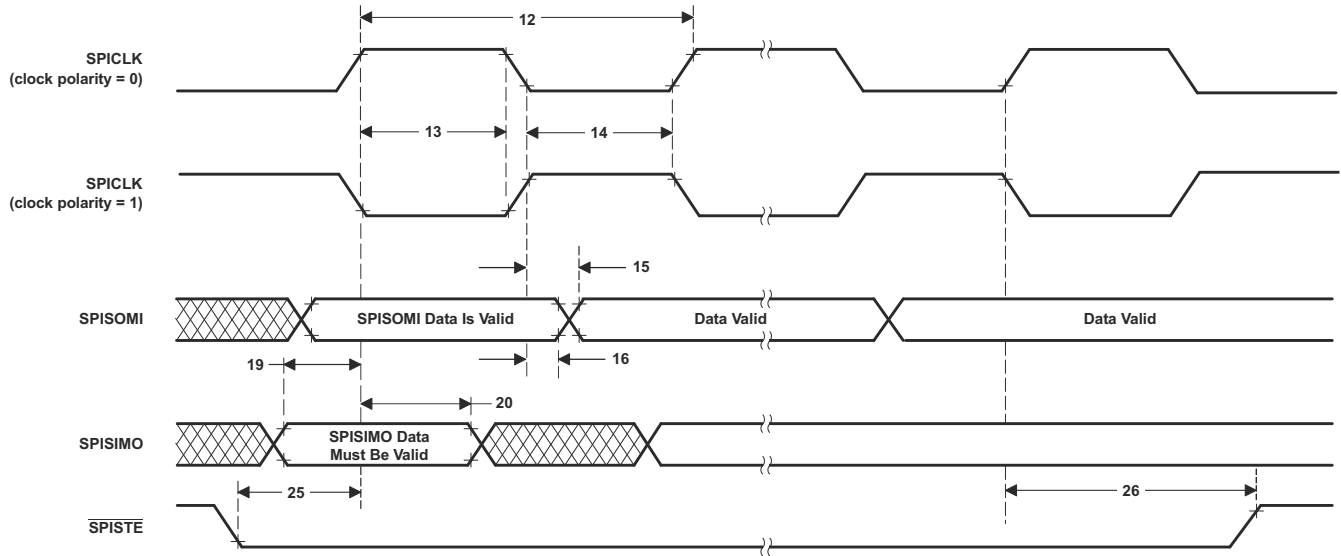 12
SPICLK
(clock polarity = 0)
13
14
SPICLK
(clock polarity = 1)
15
SPISOMI
SPISOMI Data Is Valid
Data Valid
Data Valid
19
16
20
SPISIMO
SPISIMO Data
Must Be Valid
25
26
SPISTE